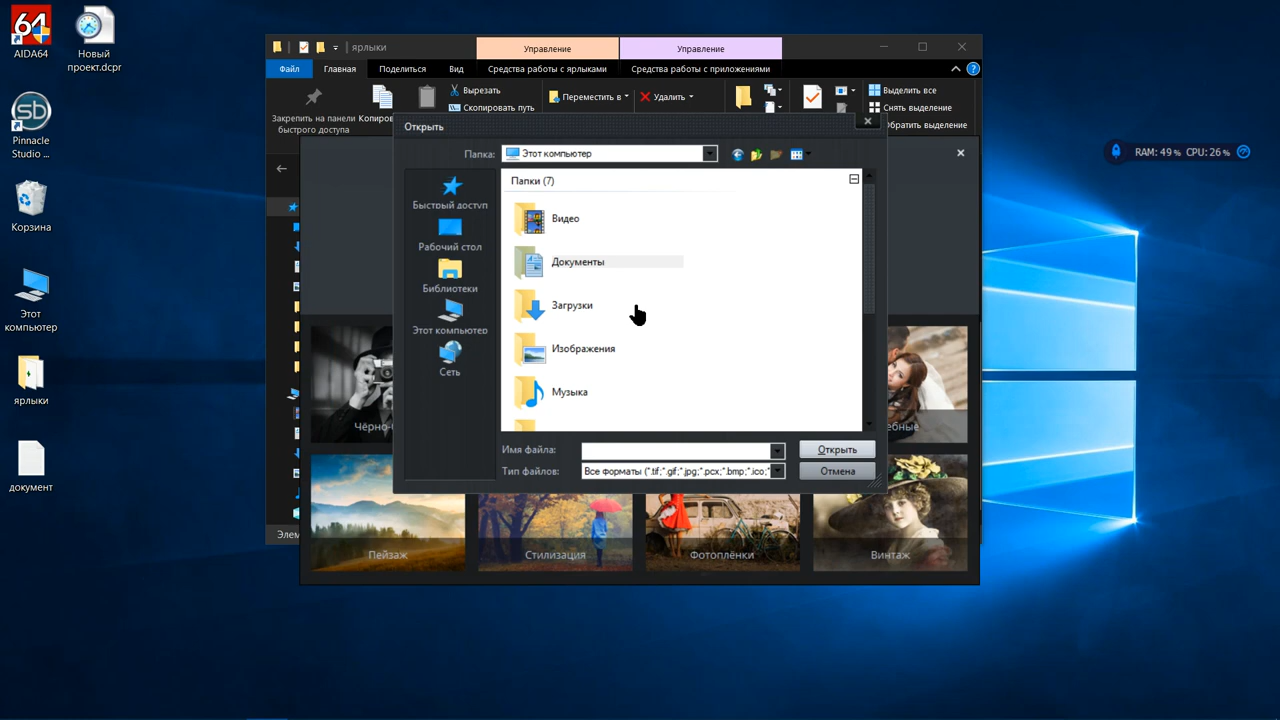 AIDA64
Новый
проект.dcpr
Pinnacle
Studio ...
Корзина
Этот
компьютер
ярлыки
документ
ярлыки
Управление
Управление
Файл
Главная
Поделиться
Вид
Средства работы с ярлыками
Средства работы с приложениями
Закрепить на панели
быстрого доступа
Вырезать
Скопировать путь
Переместить в
Удалить
Выделить все
Снять выделение
Обратить выделение
Открыть
Папка:
Этот компьютер
Быстрый доступ
Рабочий стол
Библиотеки
Этот компьютер
Сеть
Папки (7)
Видео
Документы
Загрузки
Изображения
Музыка
Имя файла:
Открыть
Тип файлов:
Все форматы (*.tif;*.gif;*.jpg;*.pcx;*.bmp;*.ico;*
Отмена
Пейзаж
Стилизация
Фотоплёнки
Винтаж
RAM: 49% CPU: 26%